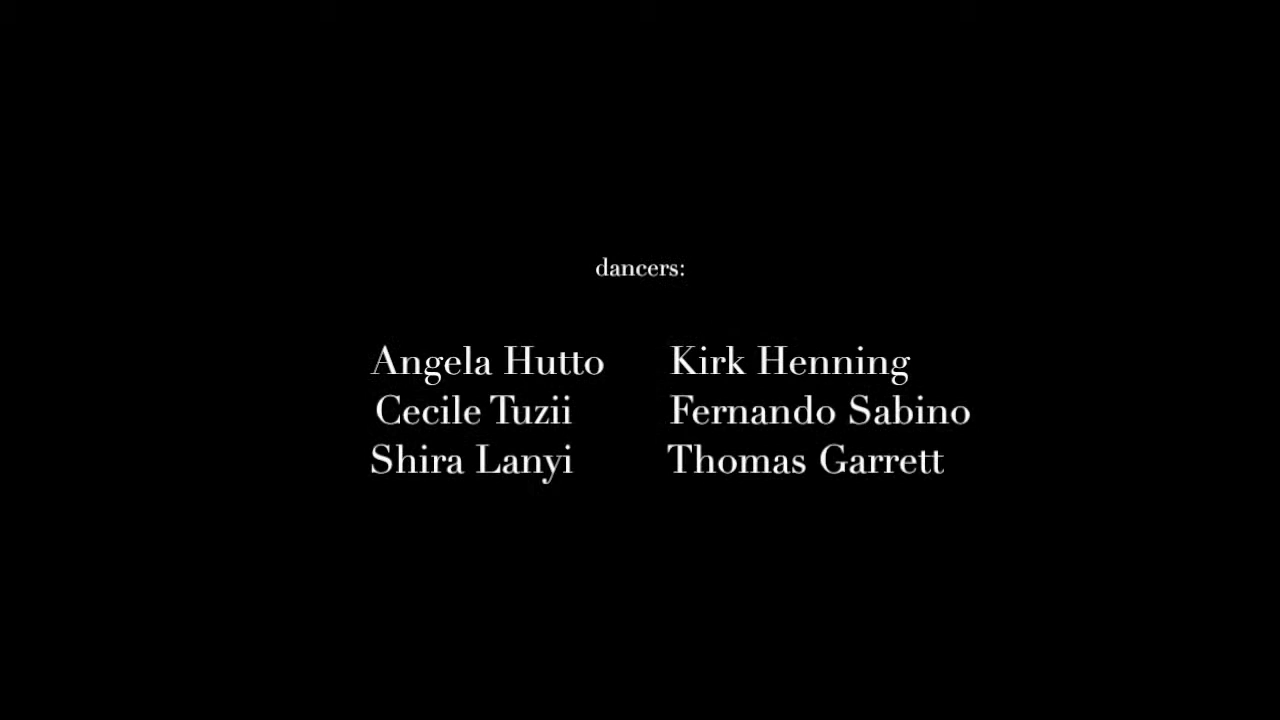 dancers:
Angela Hutto Kirk Henning
Cecile Tuzii Fernando Sabino
Shira Lanyi Thomas Garrett